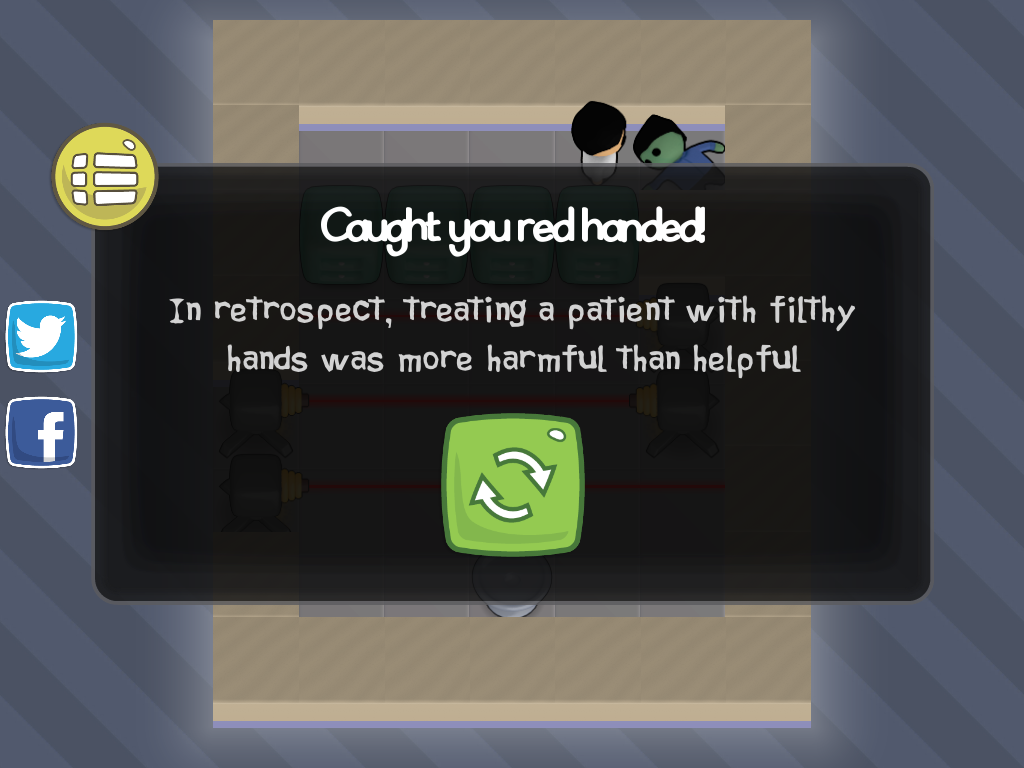 Caught you red handed!
In retrospect, treating a patient with filthy
hands was more harmful than helpful